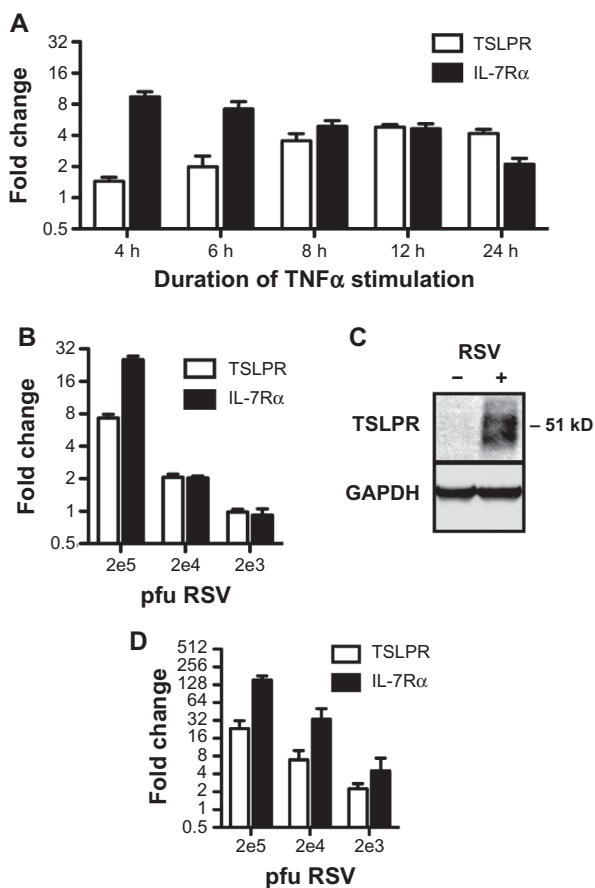 A
Fold change
32
16
8
4
2
1
0.5
TSLPR
IL-7Rα
4 h 6 h 8 h 12 h 24 h
Duration of TNFα stimulation
B
Fold change
32
16
8
4
2
1
0.5
TSLPR
IL-7Rα
2e5 2e4 2e3
pfu RSV
C
RSV
– +
TSLPR
– 51 kD
GAPDH
D
Fold change
512
256
128
64
32
16
8
4
2
1
0.5
TSLPR
IL-7Rα
2e5 2e4 2e3
pfu RSV